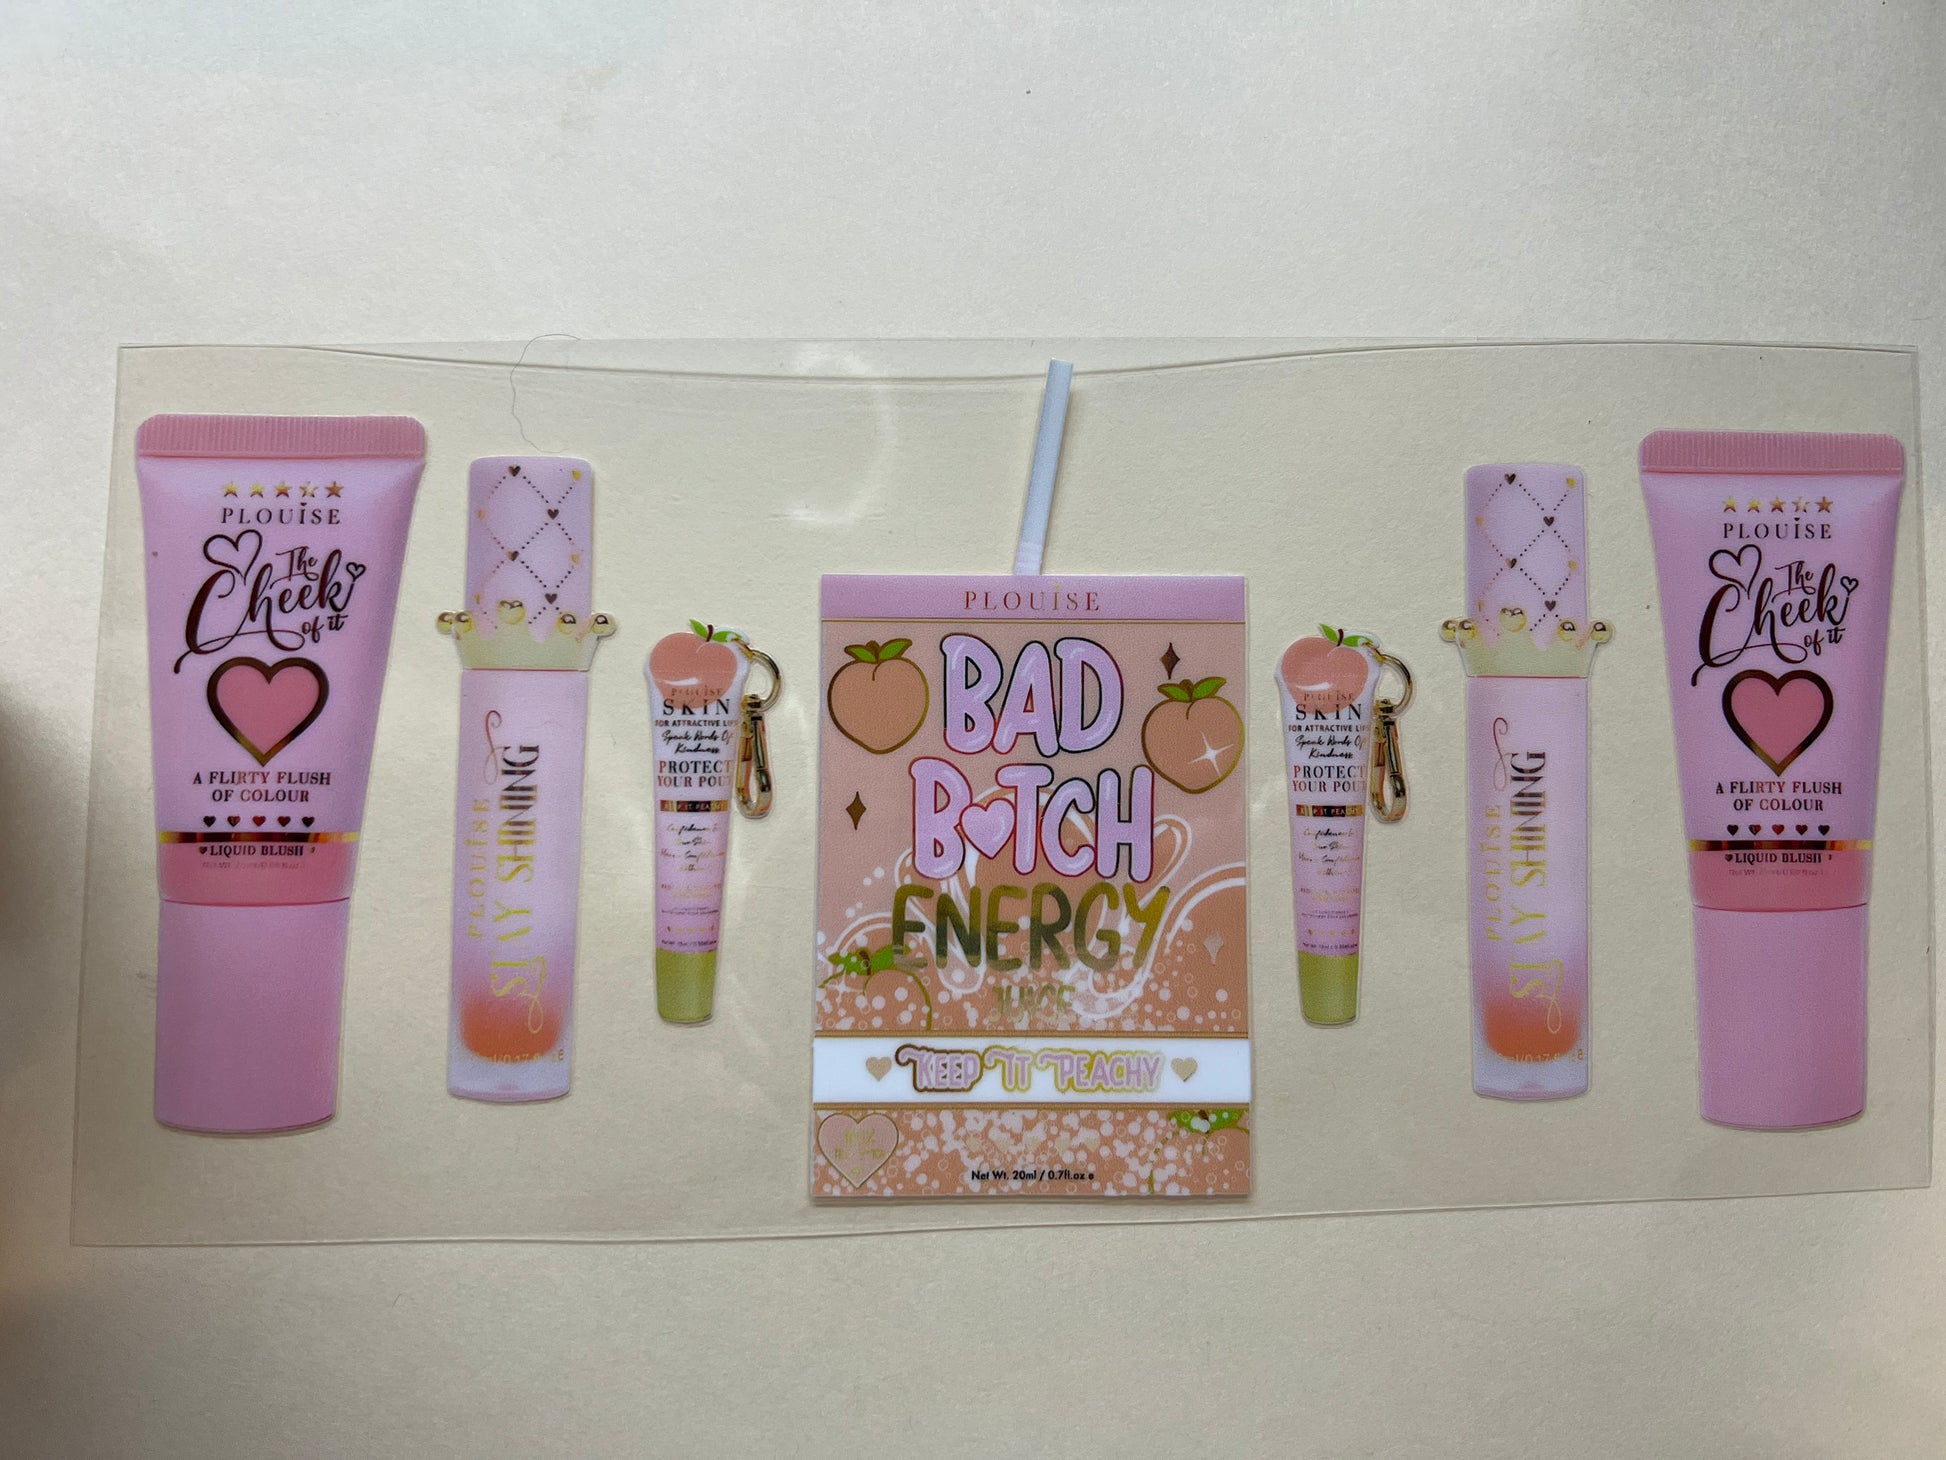 PLOUISE
The
Cheek
of it
A FLIRTY FLUSH
OF COLOUR
LIQUID BLUSH
PLOUISE
STAY SHINING
PLOUISE
SKIN
FOR ATTRACTIVE LIPS
Speak Words Of
Kindness
PROTECT
YOUR POUT
PLOUISE
BAD
B♥TCH
ENERGY
JUICE
KEEP IT PEACHY
Net Wt. 20ml / 0.7fl.oz e
PLOUISE
SKIN
FOR ATTRACTIVE LIPS
Speak Words Of
Kindness
PROTECT
YOUR POUT
PLOUISE
STAY SHINING
PLOUISE
The
Cheek
of it
A FLIRTY FLUSH
OF COLOUR
LIQUID BLUSH